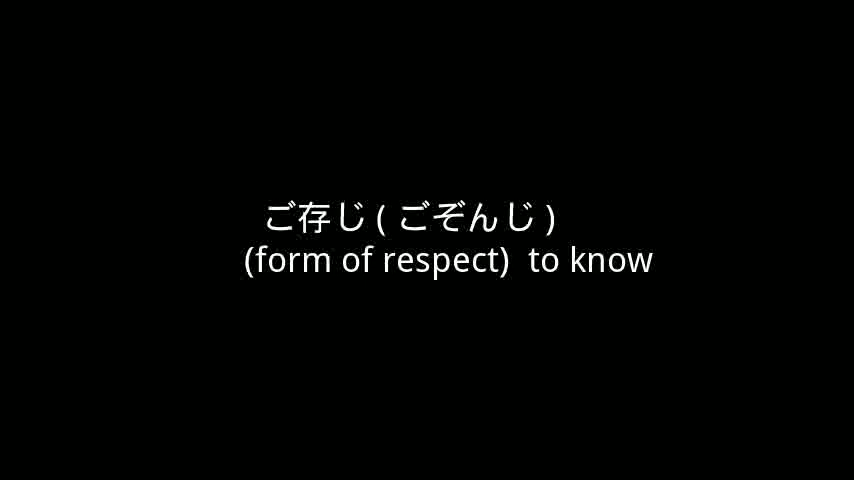 ご存じ ( ごぞんじ )
(form of respect)  to know